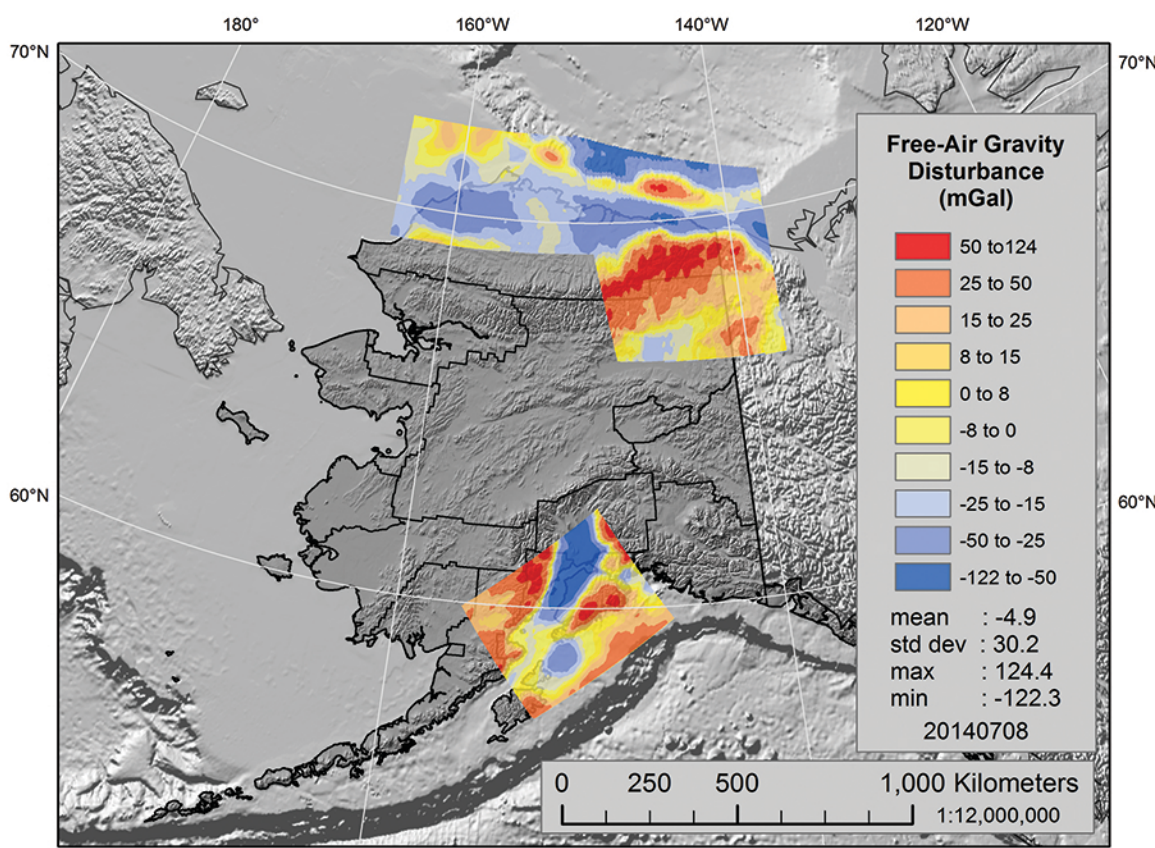 180°
160°W
140°W
120°W
70°N
70°N
60°N
60°N
Free-Air Gravity
Disturbance
(mGal)
50 to124
25 to 50
15 to 25
8 to 15
0 to 8
-8 to 0
-15 to -8
-25 to -15
-50 to -25
-122 to -50
mean : -4.9
std dev : 30.2
max : 124.4
min : -122.3
20140708
0 250 500 1,000 Kilometers
1:12,000,000